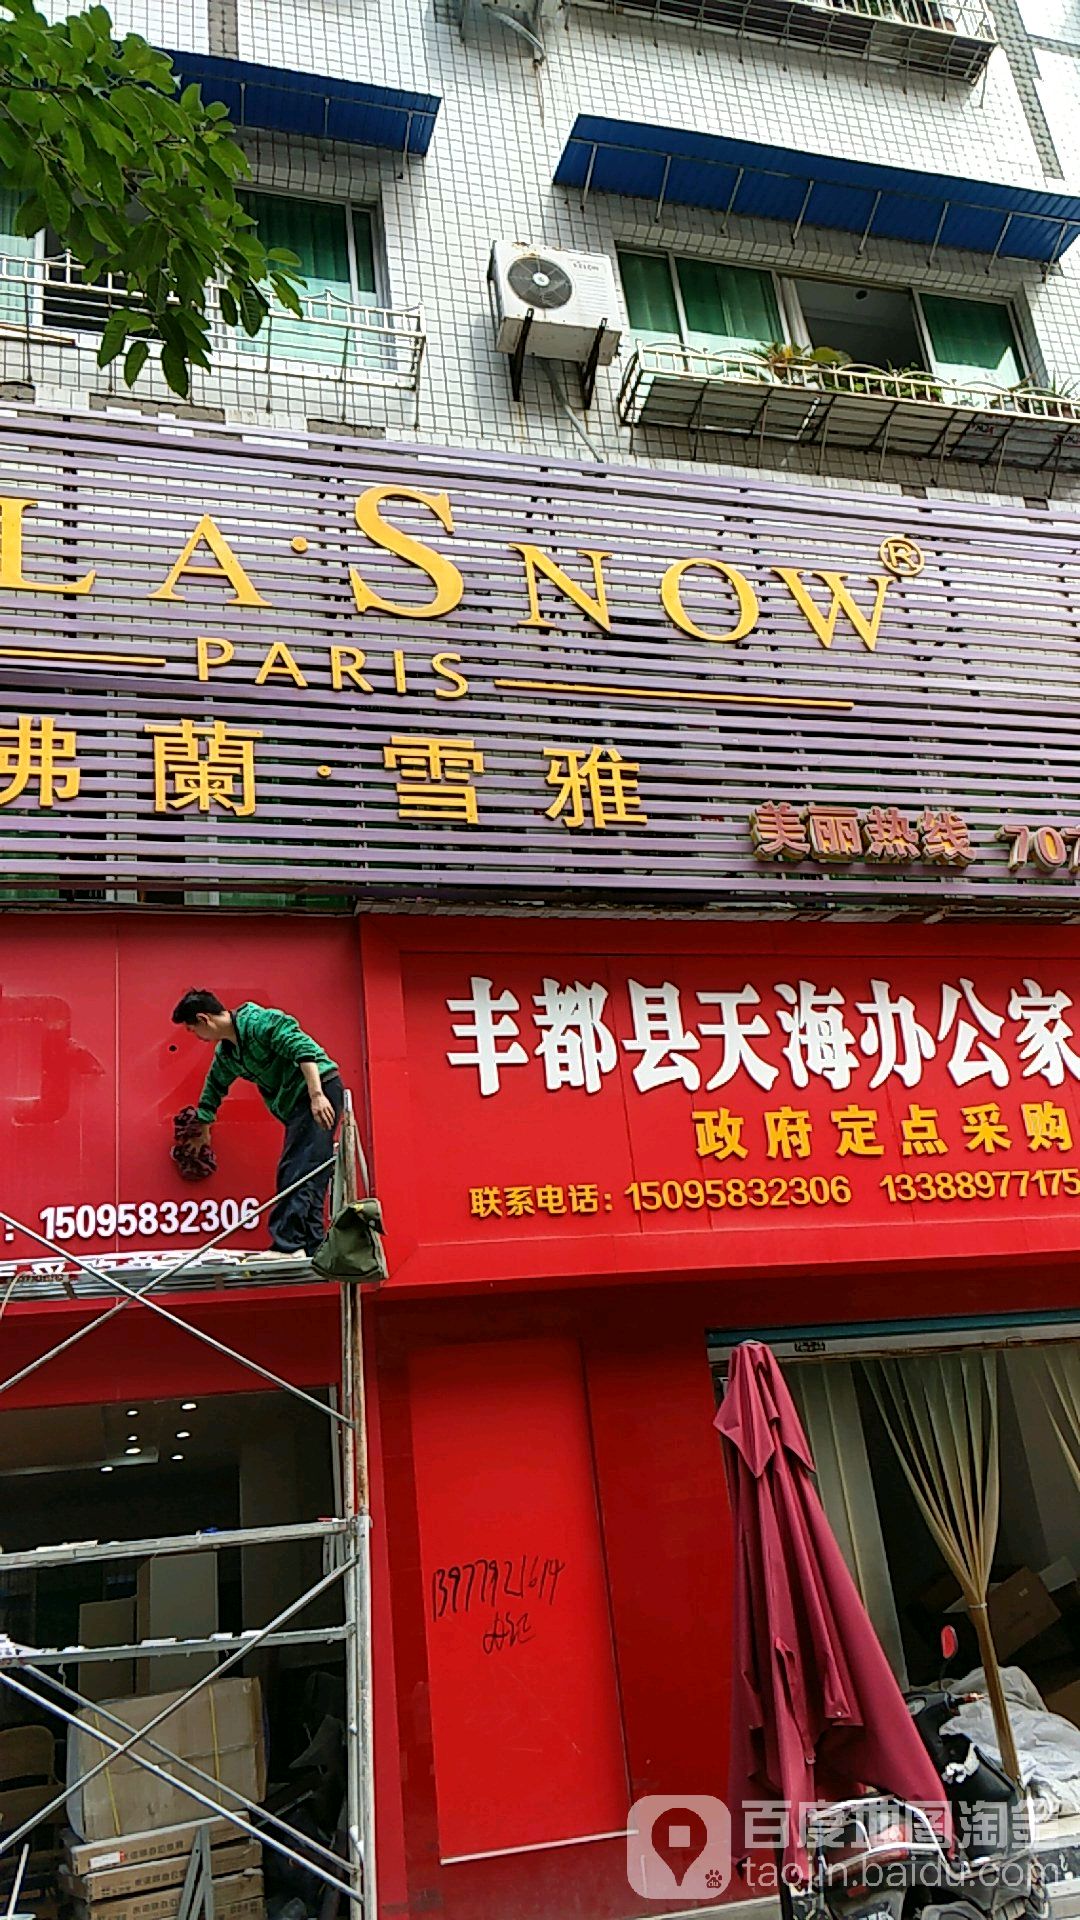 LA·SNOW®
PARIS
弗蘭·雪雅
美丽热线 707
丰都县天海办公家
政府定点采购
联系电话：15095832306 13388977175
：15095832306
13977921614
百度地图淘金
taojin.baidu.com